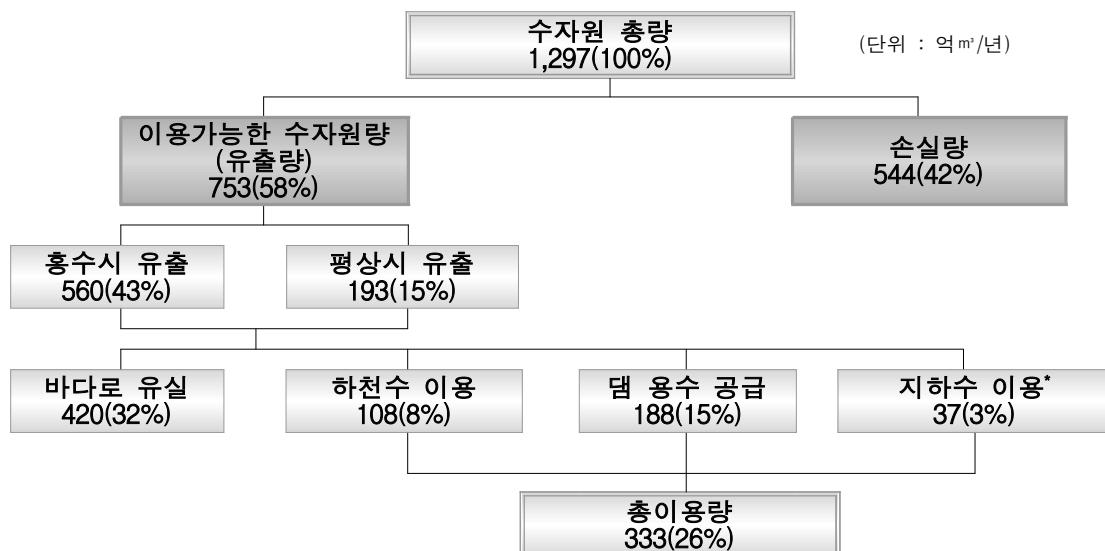 수자원 총량
1,297(100%)
(단위 : 억㎥/년)
이용가능한 수자원량
(유출량)
753(58%)
손실량
544(42%)
홍수시 유출
560(43%)
평상시 유출
193(15%)
바다로 유실
420(32%)
하천수 이용
108(8%)
댐 용수 공급
188(15%)
지하수 이용*
37(3%)
총이용량
333(26%)